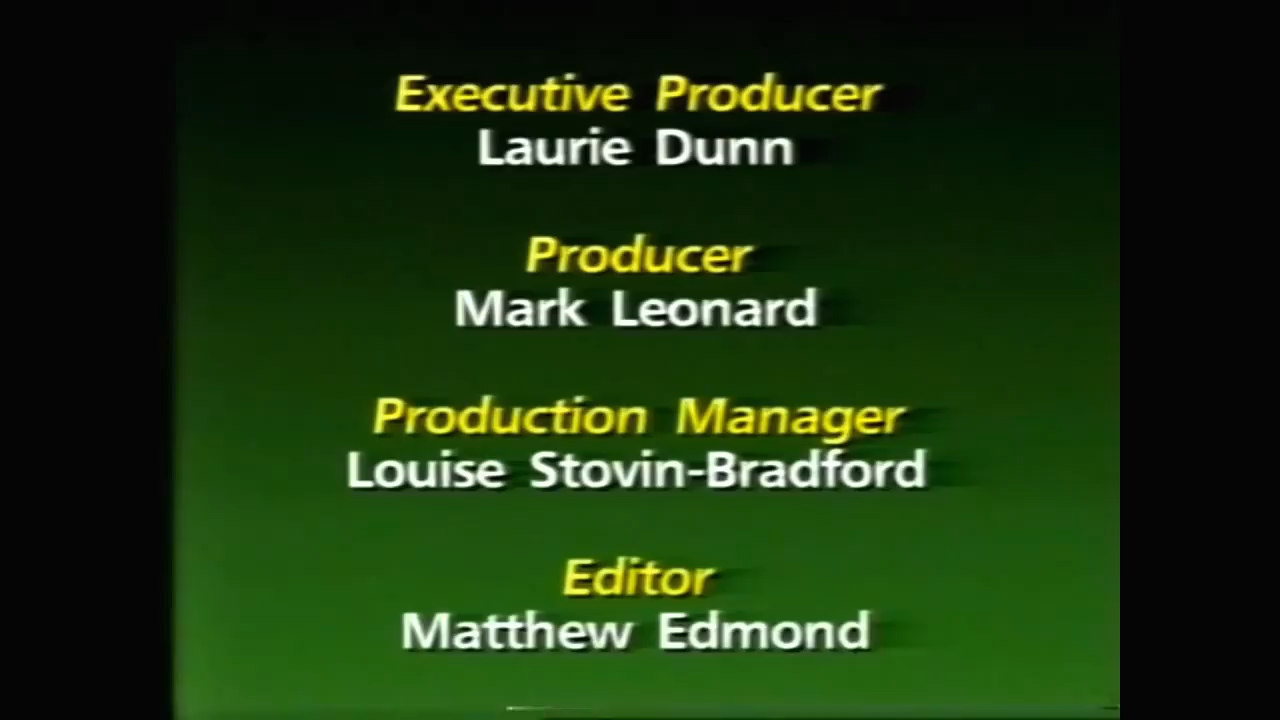 Executive Producer
Laurie Dunn
Producer
Mark Leonard
Production Manager
Louise Stovin-Bradford
Editor
Matthew Edmond